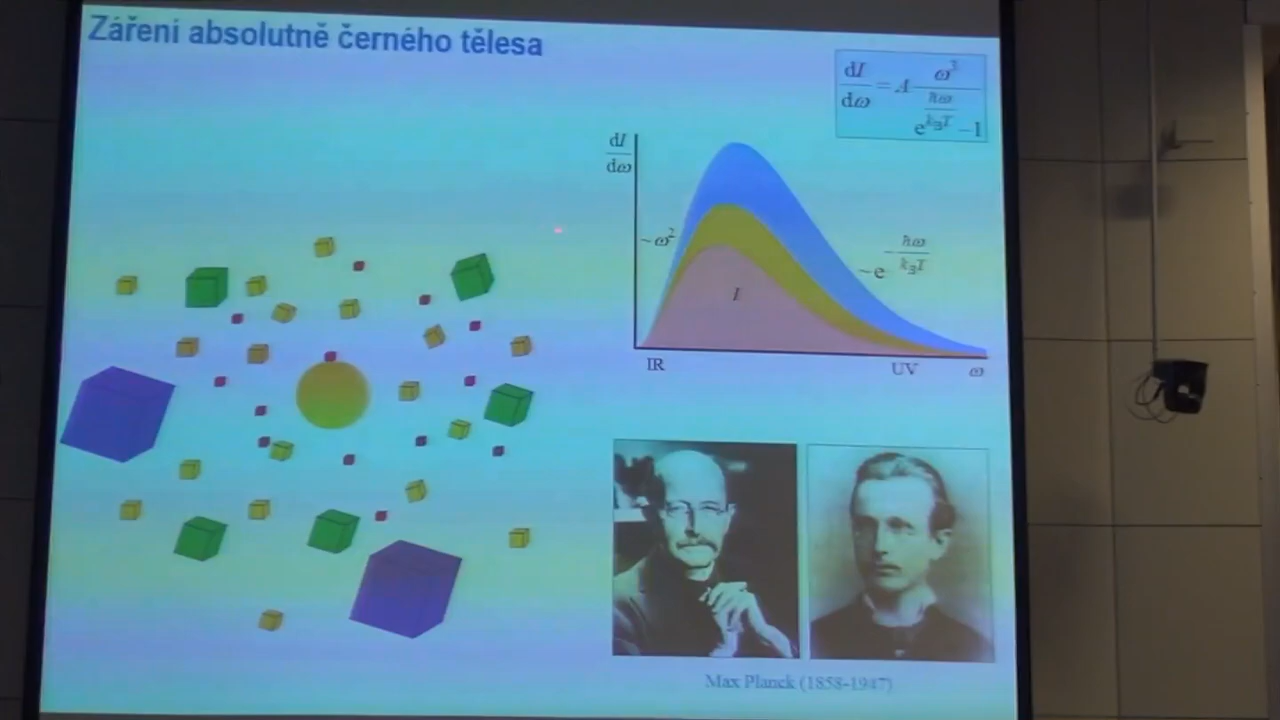 Záření absolutně černého tělesa
dI/dω = A ω³/(e^(ħω/k_BT) − 1)
dI
dω
~ω²
~e^(−ħω/k_BT)
I
IR
UV
ω
Max Planck (1858-1947)